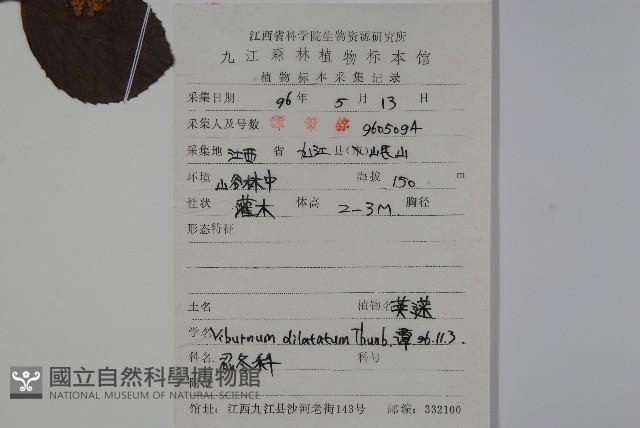 江西省科学院生物资源研究所
九江森林植物标本馆
植物标本采集记录
采集日期 96年 5月 13日
采集人及号数 譚 9605094
采集地 江西 省 九江 县(市) 岷山
环境 山谷林中 海拔 150 m
性状 灌木 体高 2-3M. 胸径
形态特征
土名 植物名 荚蒾
学名 Viburnum dilatatum Thunb. 譚 96.11.3.
科名 忍冬科 科号
附记
國立自然科學博物館
NATIONAL MUSEUM OF NATURAL SCIENCE
馆址：江西九江县沙河老街143号 邮编：332100